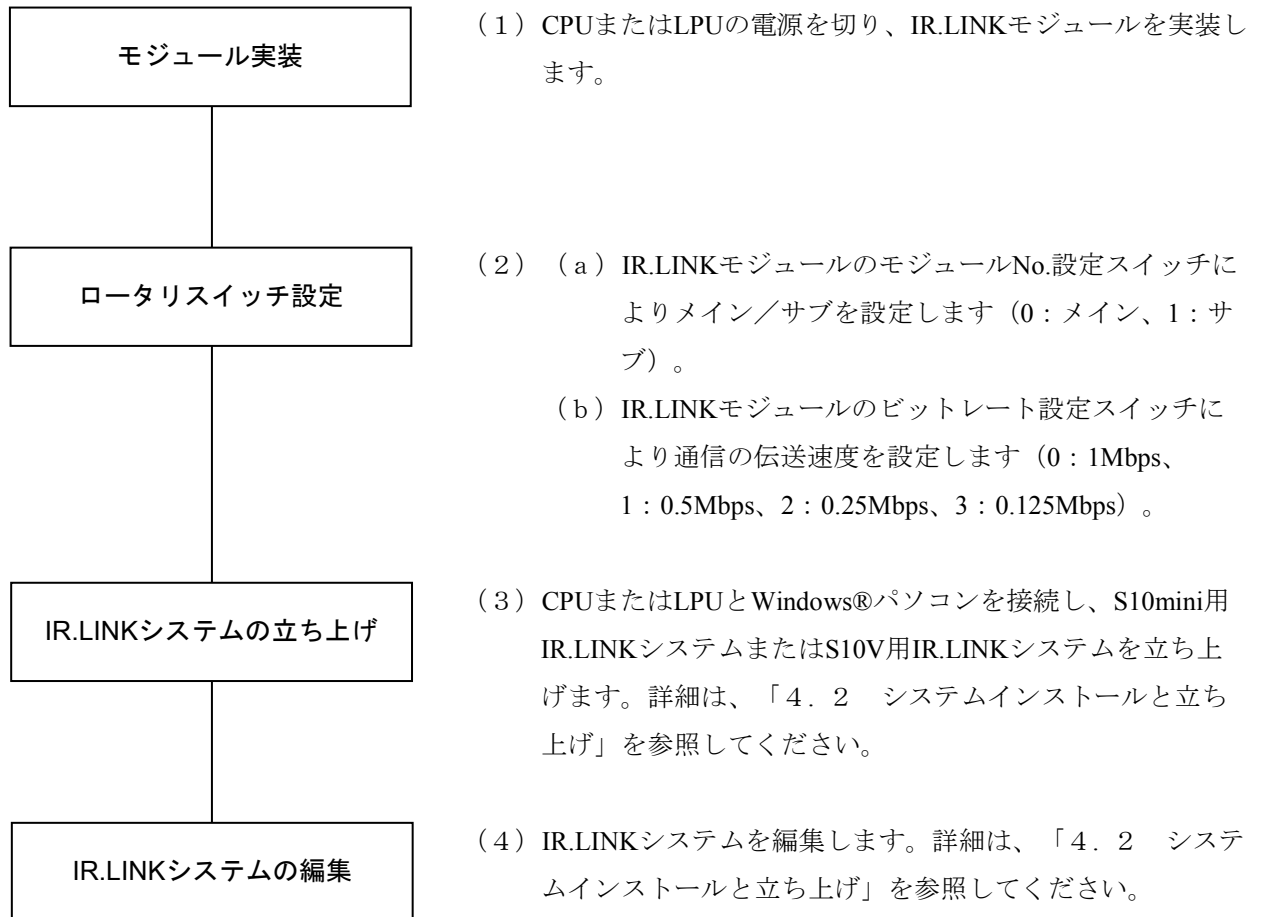 モジュール実装
（１）CPUまたはLPUの電源を切り、IR.LINKモジュールを実装し
ます。
ロータリスイッチ設定
（２）（ａ）IR.LINKモジュールのモジュールNo.設定スイッチに
よりメイン／サブを設定します（0：メイン、1：サ
ブ）。
（ｂ）IR.LINKモジュールのビットレート設定スイッチに
より通信の伝送速度を設定します（0：1Mbps、
1：0.5Mbps、2：0.25Mbps、3：0.125Mbps）。
IR.LINKシステムの立ち上げ
（３）CPUまたはLPUとWindows®パソコンを接続し、S10mini用
IR.LINKシステムまたはS10V用IR.LINKシステムを立ち上
げます。詳細は、「４．２　システムインストールと立ち
上げ」を参照してください。
IR.LINKシステムの編集
（４）IR.LINKシステムを編集します。詳細は、「４．２　システ
ムインストールと立ち上げ」を参照してください。